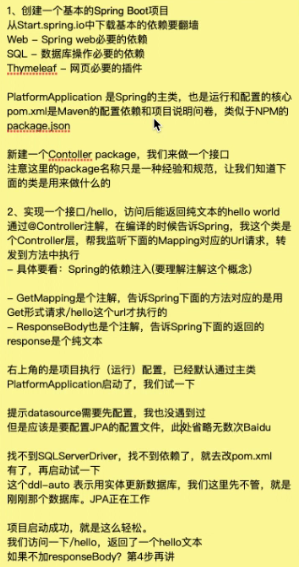 1、创建一个基本的Spring Boot项目
从Start.spring.io中下载基本的依赖要翻墙
Web - Spring web必要的依赖
SQL - 数据库操作必要的依赖
Thymeleaf - 网页必要的插件
PlatformApplication 是Spring的主类，也是运行和配置的核心
pom.xml是Maven的配置依赖和项目说明问卷，类似于NPM的
package.json
新建一个Contoller package，我们来做一个接口
注意这里的package名称只是一种经验和规范，让我们知道下
面的类是用来做什么的
2、实现一个接口/hello，访问后能返回纯文本的hello world
通过@Controller注解，在编译的时候告诉Spring，我这个类是
个Controller层，帮我监听下面的Mapping对应的Url请求，转
发到方法中执行
- 具体要看：Spring的依赖注入(要理解注解这个概念)
- GetMapping是个注解，告诉Spring下面的方法对应的是用
Get形式请求/hello这个url才执行的
- ResponseBody也是个注解，告诉Spring下面的返回的
response是个纯文本
右上角的是项目执行（运行）配置，已经默认通过主类
PlatformApplication启动了，我们试一下
提示datasource需要先配置，我也没遇到过
但是应该是要配置JPA的配置文件，此处省略无数次Baidu
找不到SQLServerDriver，找不到依赖了，就去改pom.xml
有了，再启动试一下
这个ddl-auto 表示用实体更新数据库，我们这里先不管，就是
刚刚那个数据库。JPA正在工作
项目启动成功，就是这么轻松。
我们访问一下/hello，返回了一个hello文本
如果不加responseBody？第4步再讲